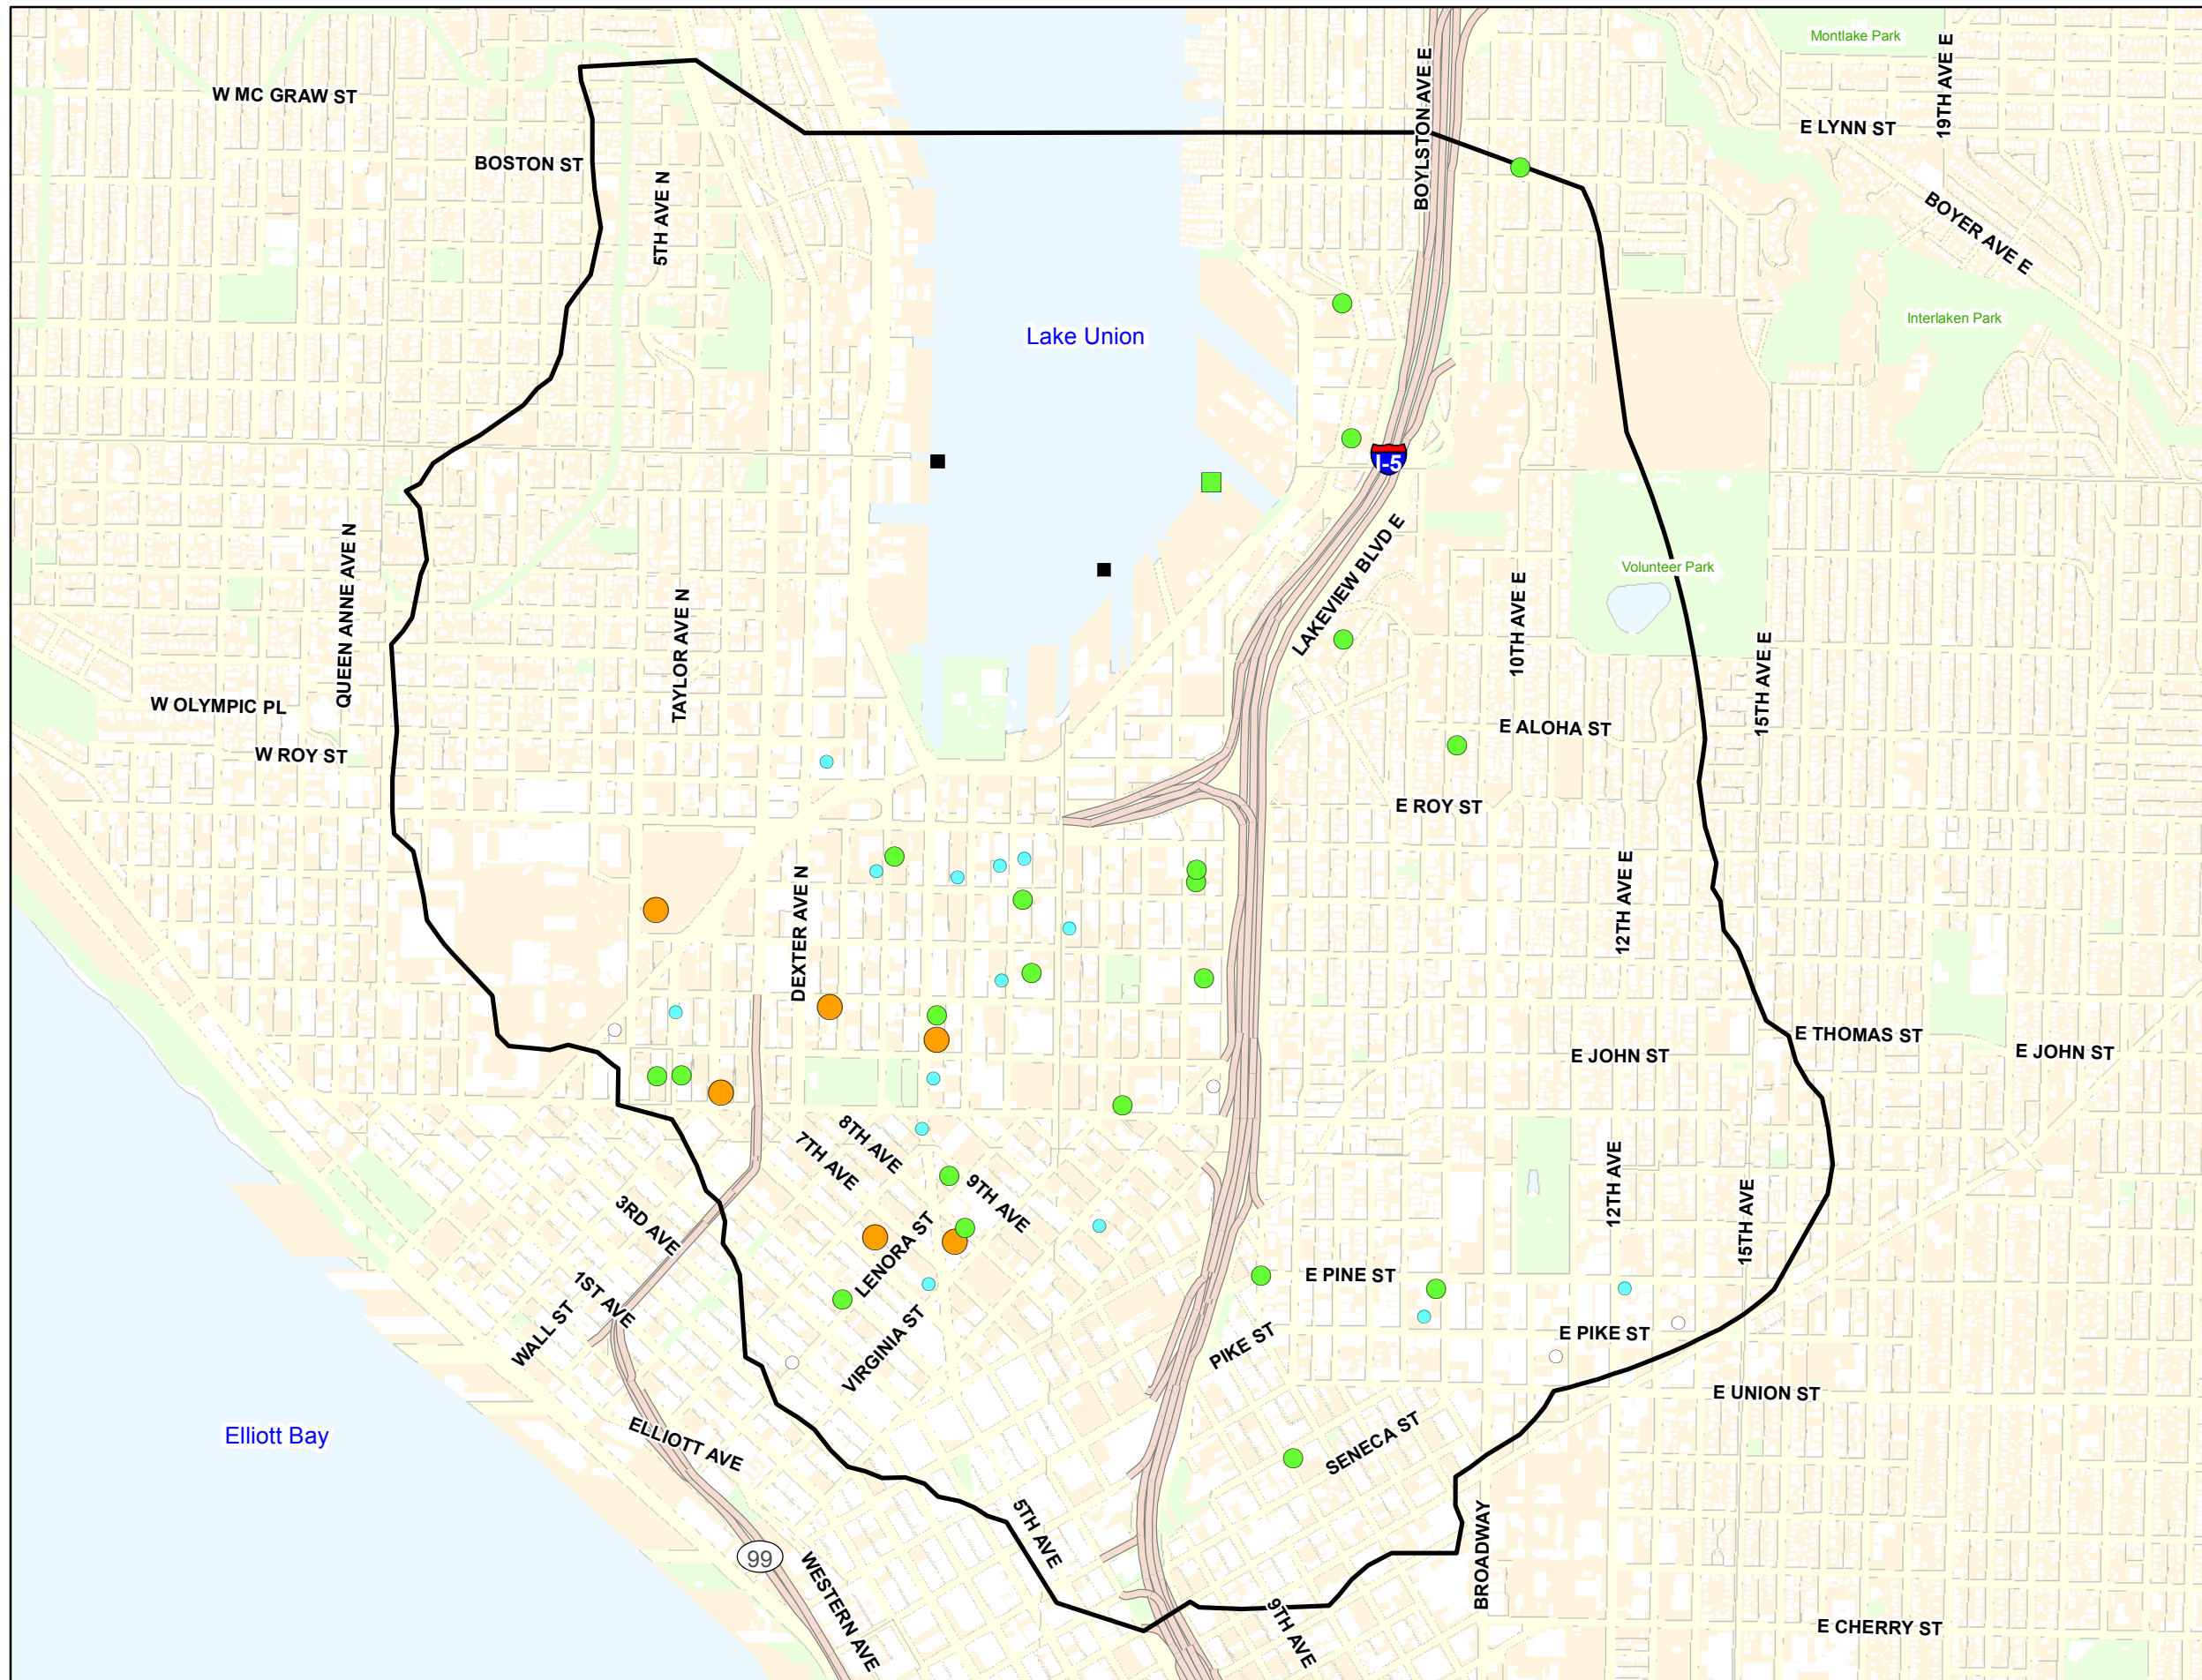 Montlake Park
W MC GRAW ST
BOYLSTON AVE E
19TH AVE E
E LYNN ST
BOSTON ST
5TH AVE N
BOYER AVE E
Lake Union
Interlaken Park
I-5
LAKEVIEW BLVD E
Volunteer Park
QUEEN ANNE AVE N
TAYLOR AVE N
10TH AVE E
15TH AVE E
W OLYMPIC PL
W ROY ST
E ALOHA ST
E ROY ST
DEXTER AVE N
12TH AVE E
E THOMAS ST
E JOHN ST
E JOHN ST
8TH AVE
7TH AVE
9TH AVE
12TH AVE
15TH AVE
3RD AVE
LENORA ST
E PINE ST
1ST AVE
WALL ST
VIRGINIA ST
PIKE ST
E PIKE ST
E UNION ST
Elliott Bay
ELLIOTT AVE
SENECA ST
5TH AVE
BROADWAY
99
WESTERN AVE
9TH AVE
E CHERRY ST